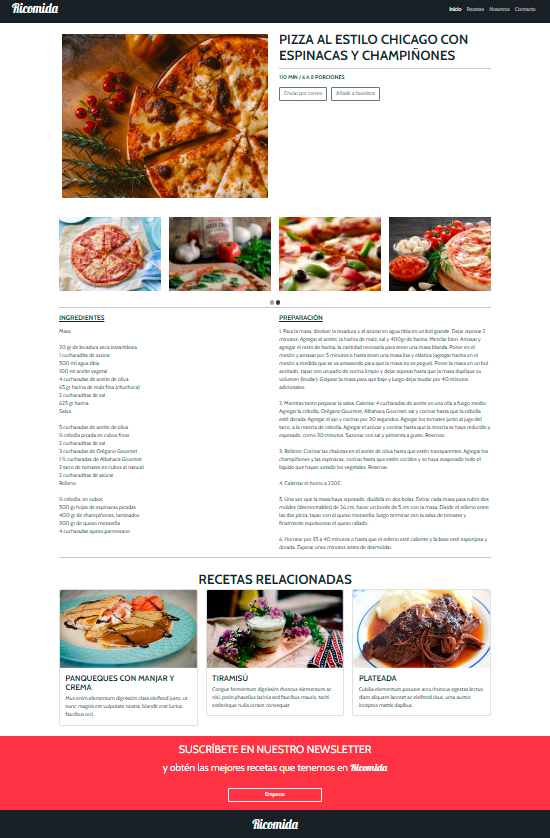 Ricomida
Inicio Recetas Nosotros Contacto
PIZZA AL ESTILO CHICAGO CON
ESPINACAS Y CHAMPIÑONES
110 MIN / 6 A 8 PORCIONES
Enviar por correo Añadir a favoritos
INGREDIENTES
Masa
20 gr de levadura seca instantánea
1 cucharadita de azúcar
500 ml agua tibia
100 ml aceite vegetal
4 cucharadas de aceite de oliva
65 gr harina de maíz fina (chuchoca)
2 cucharaditas de sal
625 gr harina
Salsa
5 cucharadas de aceite de oliva
½ cebolla picada en cubos finos
2 cucharaditas de sal
3 cucharadas de Orégano Gourmet
1 ½ cucharadas de Albahaca Gourmet
2 tarro de tomates en cubos al natural
2 cucharaditas de azúcar
Relleno
½ cebolla, en cubos
500 gr hojas de espinacas picadas
400 gr de champiñones, laminados
300 gr de queso mozarella
4 cucharadas queso parmesano
PREPARACIÓN
1. Para la masa, disolver la levadura y el azúcar en agua tibia en un bol grande. Dejar reposar 2
minutos. Agregar el aceite, la harina de maíz, sal y 400gr de harina. Mezclar bien. Amasar y
agregar el resto de harina, la cantidad necesaria para tener una masa blanda. Poner en el
mesón y amasar por 5 minutos o hasta tener una masa lisa y elástica (agregar harina en el
mesón a medida que se va amasando para que la masa no se pegue). Poner la masa en un bol
aceitado, tapar con un paño de cocina limpio y dejar reposar hasta que la masa duplique su
volumen (leudar). Golpear la masa para que baje y luego dejar leudar por 40 minutos
adicionales.
2. Mientras tanto preparar la salsa: Calentar 4 cucharadas de aceite en una olla a fuego medio.
Agregar la cebolla, Orégano Gourmet, Albahaca Gourmet, sal y cocinar hasta que la cebolla
esté dorada. Agregar el ajo y cocinar por 30 segundos. Agregar los tomates junto al jugo del
tarro, a la mezcla de cebolla. Agregar el azúcar y cocinar hasta que la mezcla se haya reducido y
espesado, como 30 minutos. Sazonar con sal y pimienta a gusto. Reservar.
3. Relleno: Cocinar las chalotas en el aceite de oliva hasta que estén transparentes. Agregar los
champiñones y las espinacas, cocinar hasta que estén cocidos y se haya evaporado todo el
líquido que hayan votado los vegetales. Reservar.
4. Calentar el horno a 220C.
5. Una vez que la masa haya reposado, dividirla en dos bolas. Estirar cada masa para cubrir dos
moldes (desmontables) de 26 cm, hacer un borde de 5 cm con la masa. Dividir el relleno entre
las dos pizza, tapar con el queso mozarella, luego terminar con la salsa de tomates y
finalmente espolvorear el queso rallado.
6. Hornear por 35 a 40 minutos o hasta que el relleno esté caliente y la base esté esponjosa y
dorada. Esperar unos minutos antes de desmoldar.
RECETAS RELACIONADAS
PANQUEQUES CON MANJAR Y
CREMA
Mus enim elementum dignissim class eleifend justo, ut
nunc magnis est vulputate nostra, blandit erat luctus
faucibus orci.
TIRAMISÚ
Congue fermentum dignissim rhoncus elementum ac
nisi, proin phasellus lacinia sed faucibus mauris, taciti
scelerisque nulla ornare consequat.
PLATEADA
Cubilia elementum posuere arcu rhoncus egestas lectus,
diam aliquam laoreet ac eleifend risus, urna auctor
inceptos mattis dapibus.
SUSCRÍBETE EN NUESTRO NEWSLETTER
y obtén las mejores recetas que tenemos en Ricomida
Empezar
Ricomida